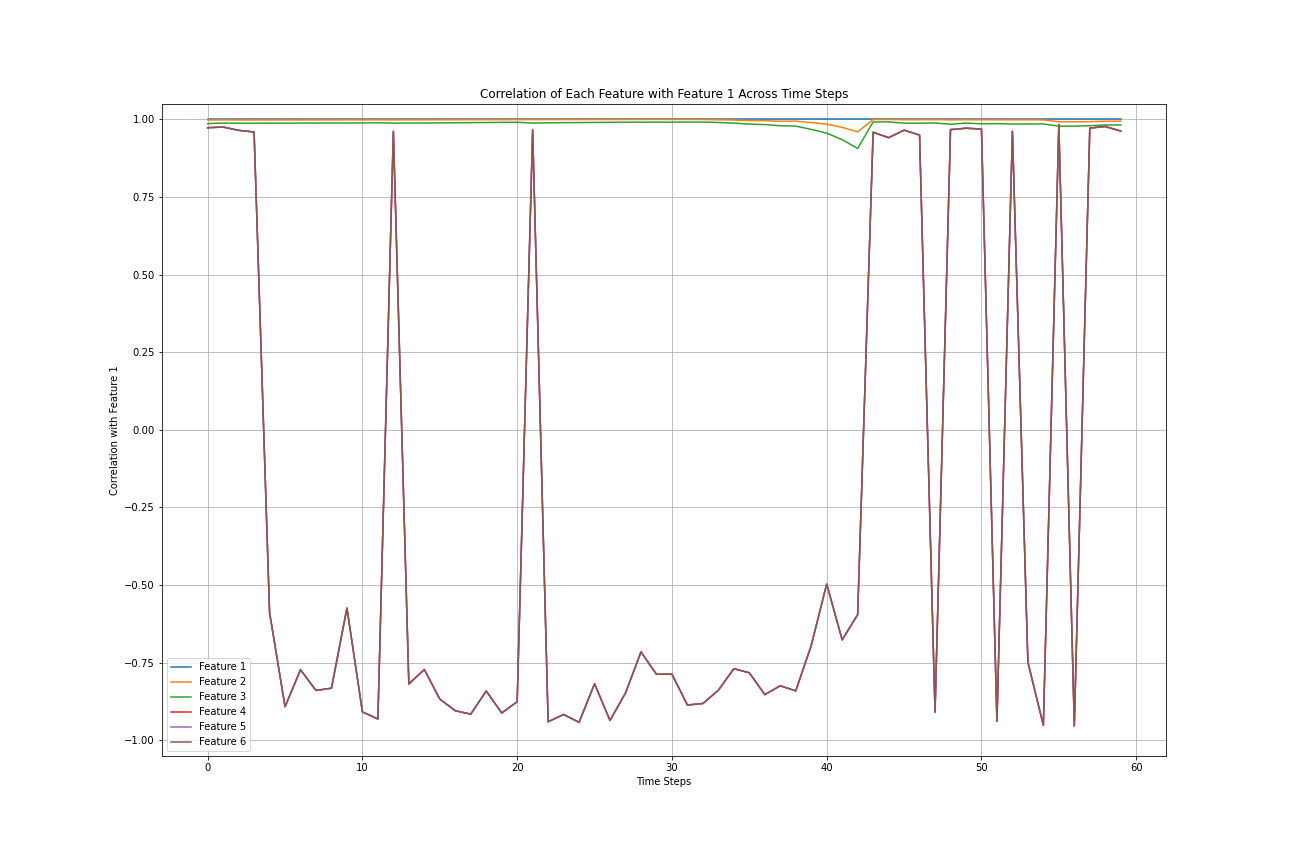 Correlation of Each Feature with Feature 1 Across Time Steps
Correlation with Feature 1
1.00
0.75
0.50
0.25
0.00
−0.25
−0.50
−0.75
−1.00
Feature 1
Feature 2
Feature 3
Feature 4
Feature 5
Feature 6
0 10 20 30 40 50 60
Time Steps